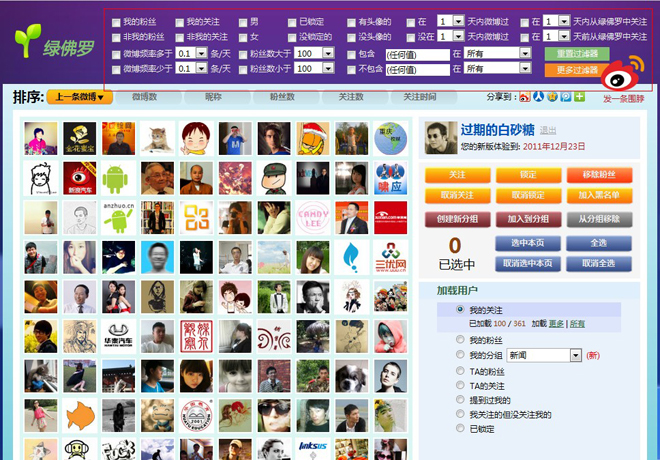 绿佛罗
我的粉丝 我的关注 男 已锁定 有头像的 在 1 天内微博过 在 1 天内从绿佛罗中关注
非我的粉丝 非我的关注 女 没锁定的 没头像的 没在 1 天内微博过 在 1 天前从绿佛罗中关注
微博频率多于 0.1 条/天 粉丝数大于 100 包含 (任何值) 在 所有 重置过滤器
微博频率少于 0.1 条/天 粉丝数小于 100 不包含 (任何值) 在 所有 更多过滤器
排序: 上一条微博 微博数 昵称 粉丝数 关注数 关注时间 分享到: 发一条围脖
过期的白砂糖 退出
您的新版体验到: 2011年12月23日
关注 锁定 移除粉丝
取消关注 取消锁定 加入黑名单
创建新分组 加入到分组 从分组移除
0 选中本页 全选
已选中 取消选中本页 取消全选
加载用户
我的关注
已加载 100 / 361 加载 更多 | 所有
我的粉丝
我的分组 新闻 (新)
TA的粉丝
TA的关注
提到过我的
我关注的但没关注我的
已锁定
重庆
新浪汽车
anzhuo.cn
CANDY
LEE
三优网
华泰汽车
linksus